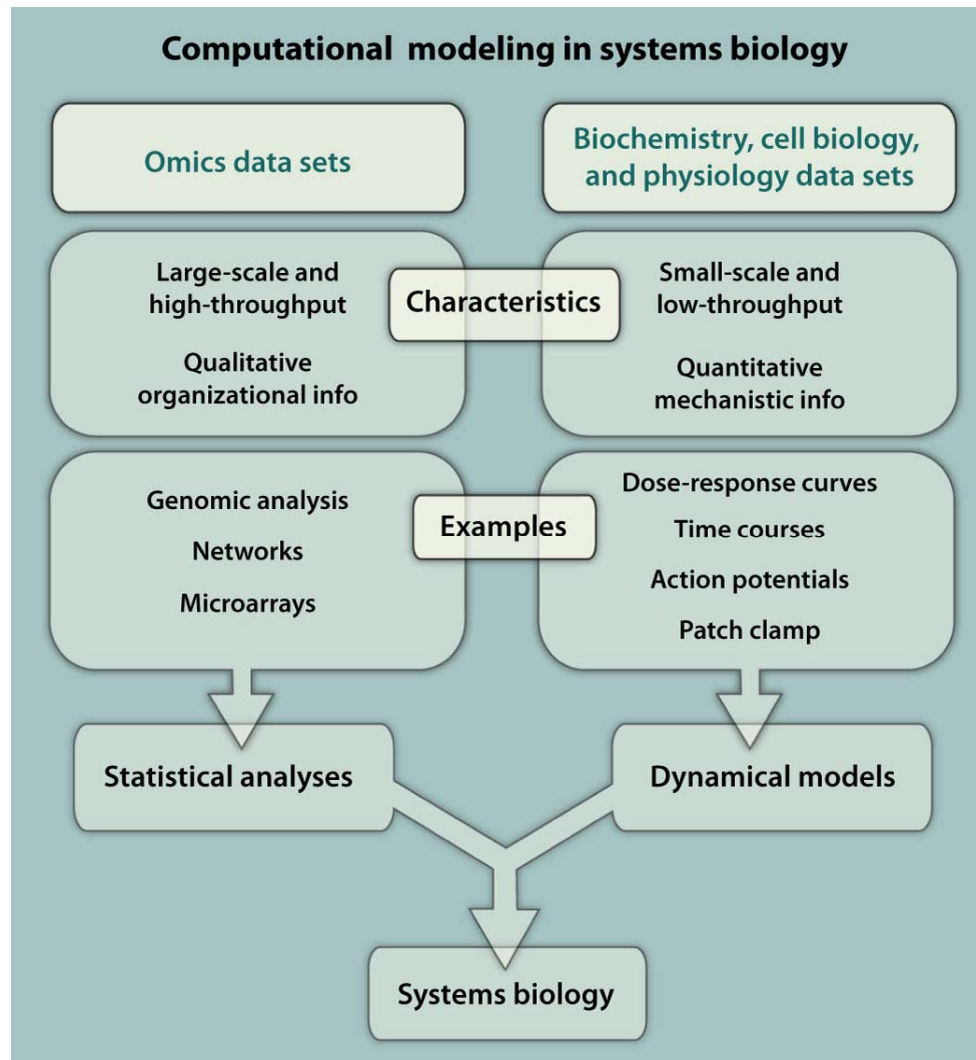 Computational modeling in systems biology
Omics data sets
Biochemistry, cell biology,
and physiology data sets
Large-scale and
high-throughput
Qualitative
organizational info
Characteristics
Small-scale and
low-throughput
Quantitative
mechanistic info
Genomic analysis
Networks
Microarrays
Examples
Dose-response curves
Time courses
Action potentials
Patch clamp
Statistical analyses
Dynamical models
Systems biology